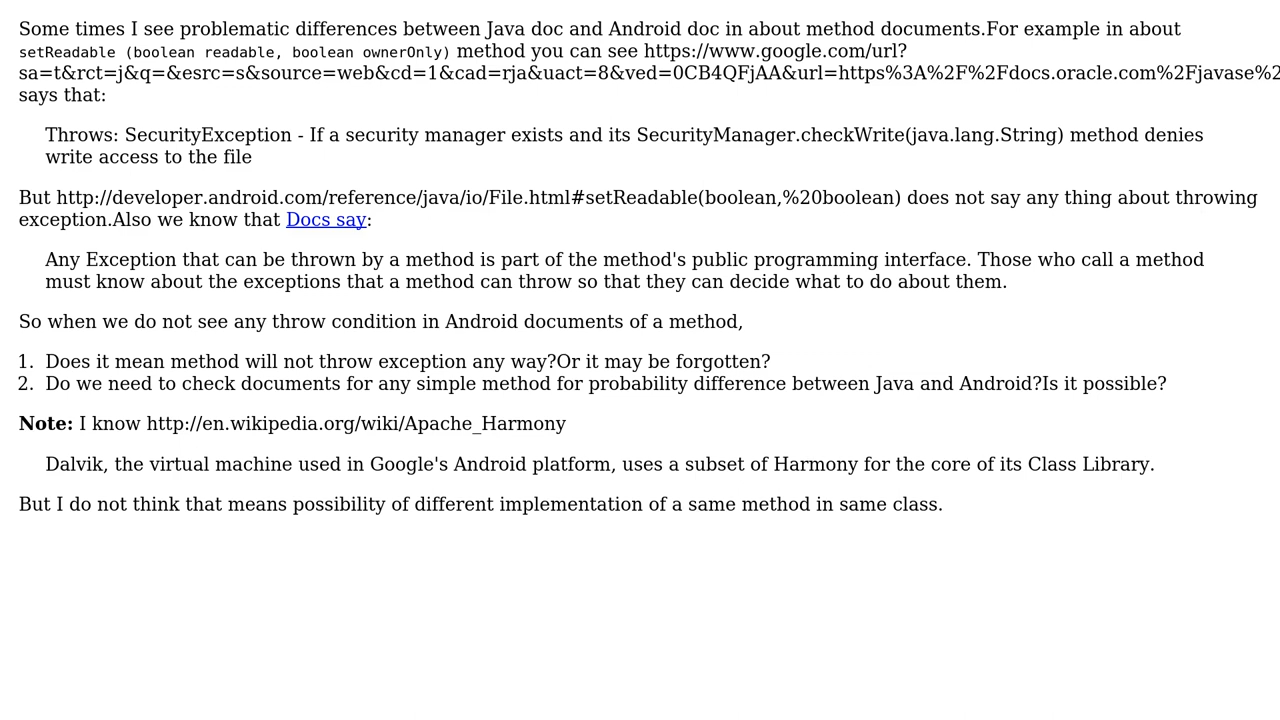 Some times I see problematic differences between Java doc and Android doc in about method documents.For example in about
setReadable (boolean readable, boolean ownerOnly) method you can see https://www.google.com/url?
sa=t&rct=j&q=&esrc=s&source=web&cd=1&cad=rja&uact=8&ved=0CB4QFjAA&url=https%3A%2F%2Fdocs.oracle.com%2Fjavase%2
says that:
Throws: SecurityException - If a security manager exists and its SecurityManager.checkWrite(java.lang.String) method denies
write access to the file
But http://developer.android.com/reference/java/io/File.html#setReadable(boolean,%20boolean) does not say any thing about throwing
exception.Also we know that Docs say:
Any Exception that can be thrown by a method is part of the method's public programming interface. Those who call a method
must know about the exceptions that a method can throw so that they can decide what to do about them.
So when we do not see any throw condition in Android documents of a method,
1. Does it mean method will not throw exception any way?Or it may be forgotten?
2. Do we need to check documents for any simple method for probability difference between Java and Android?Is it possible?
Note: I know http://en.wikipedia.org/wiki/Apache_Harmony
Dalvik, the virtual machine used in Google's Android platform, uses a subset of Harmony for the core of its Class Library.
But I do not think that means possibility of different implementation of a same method in same class.